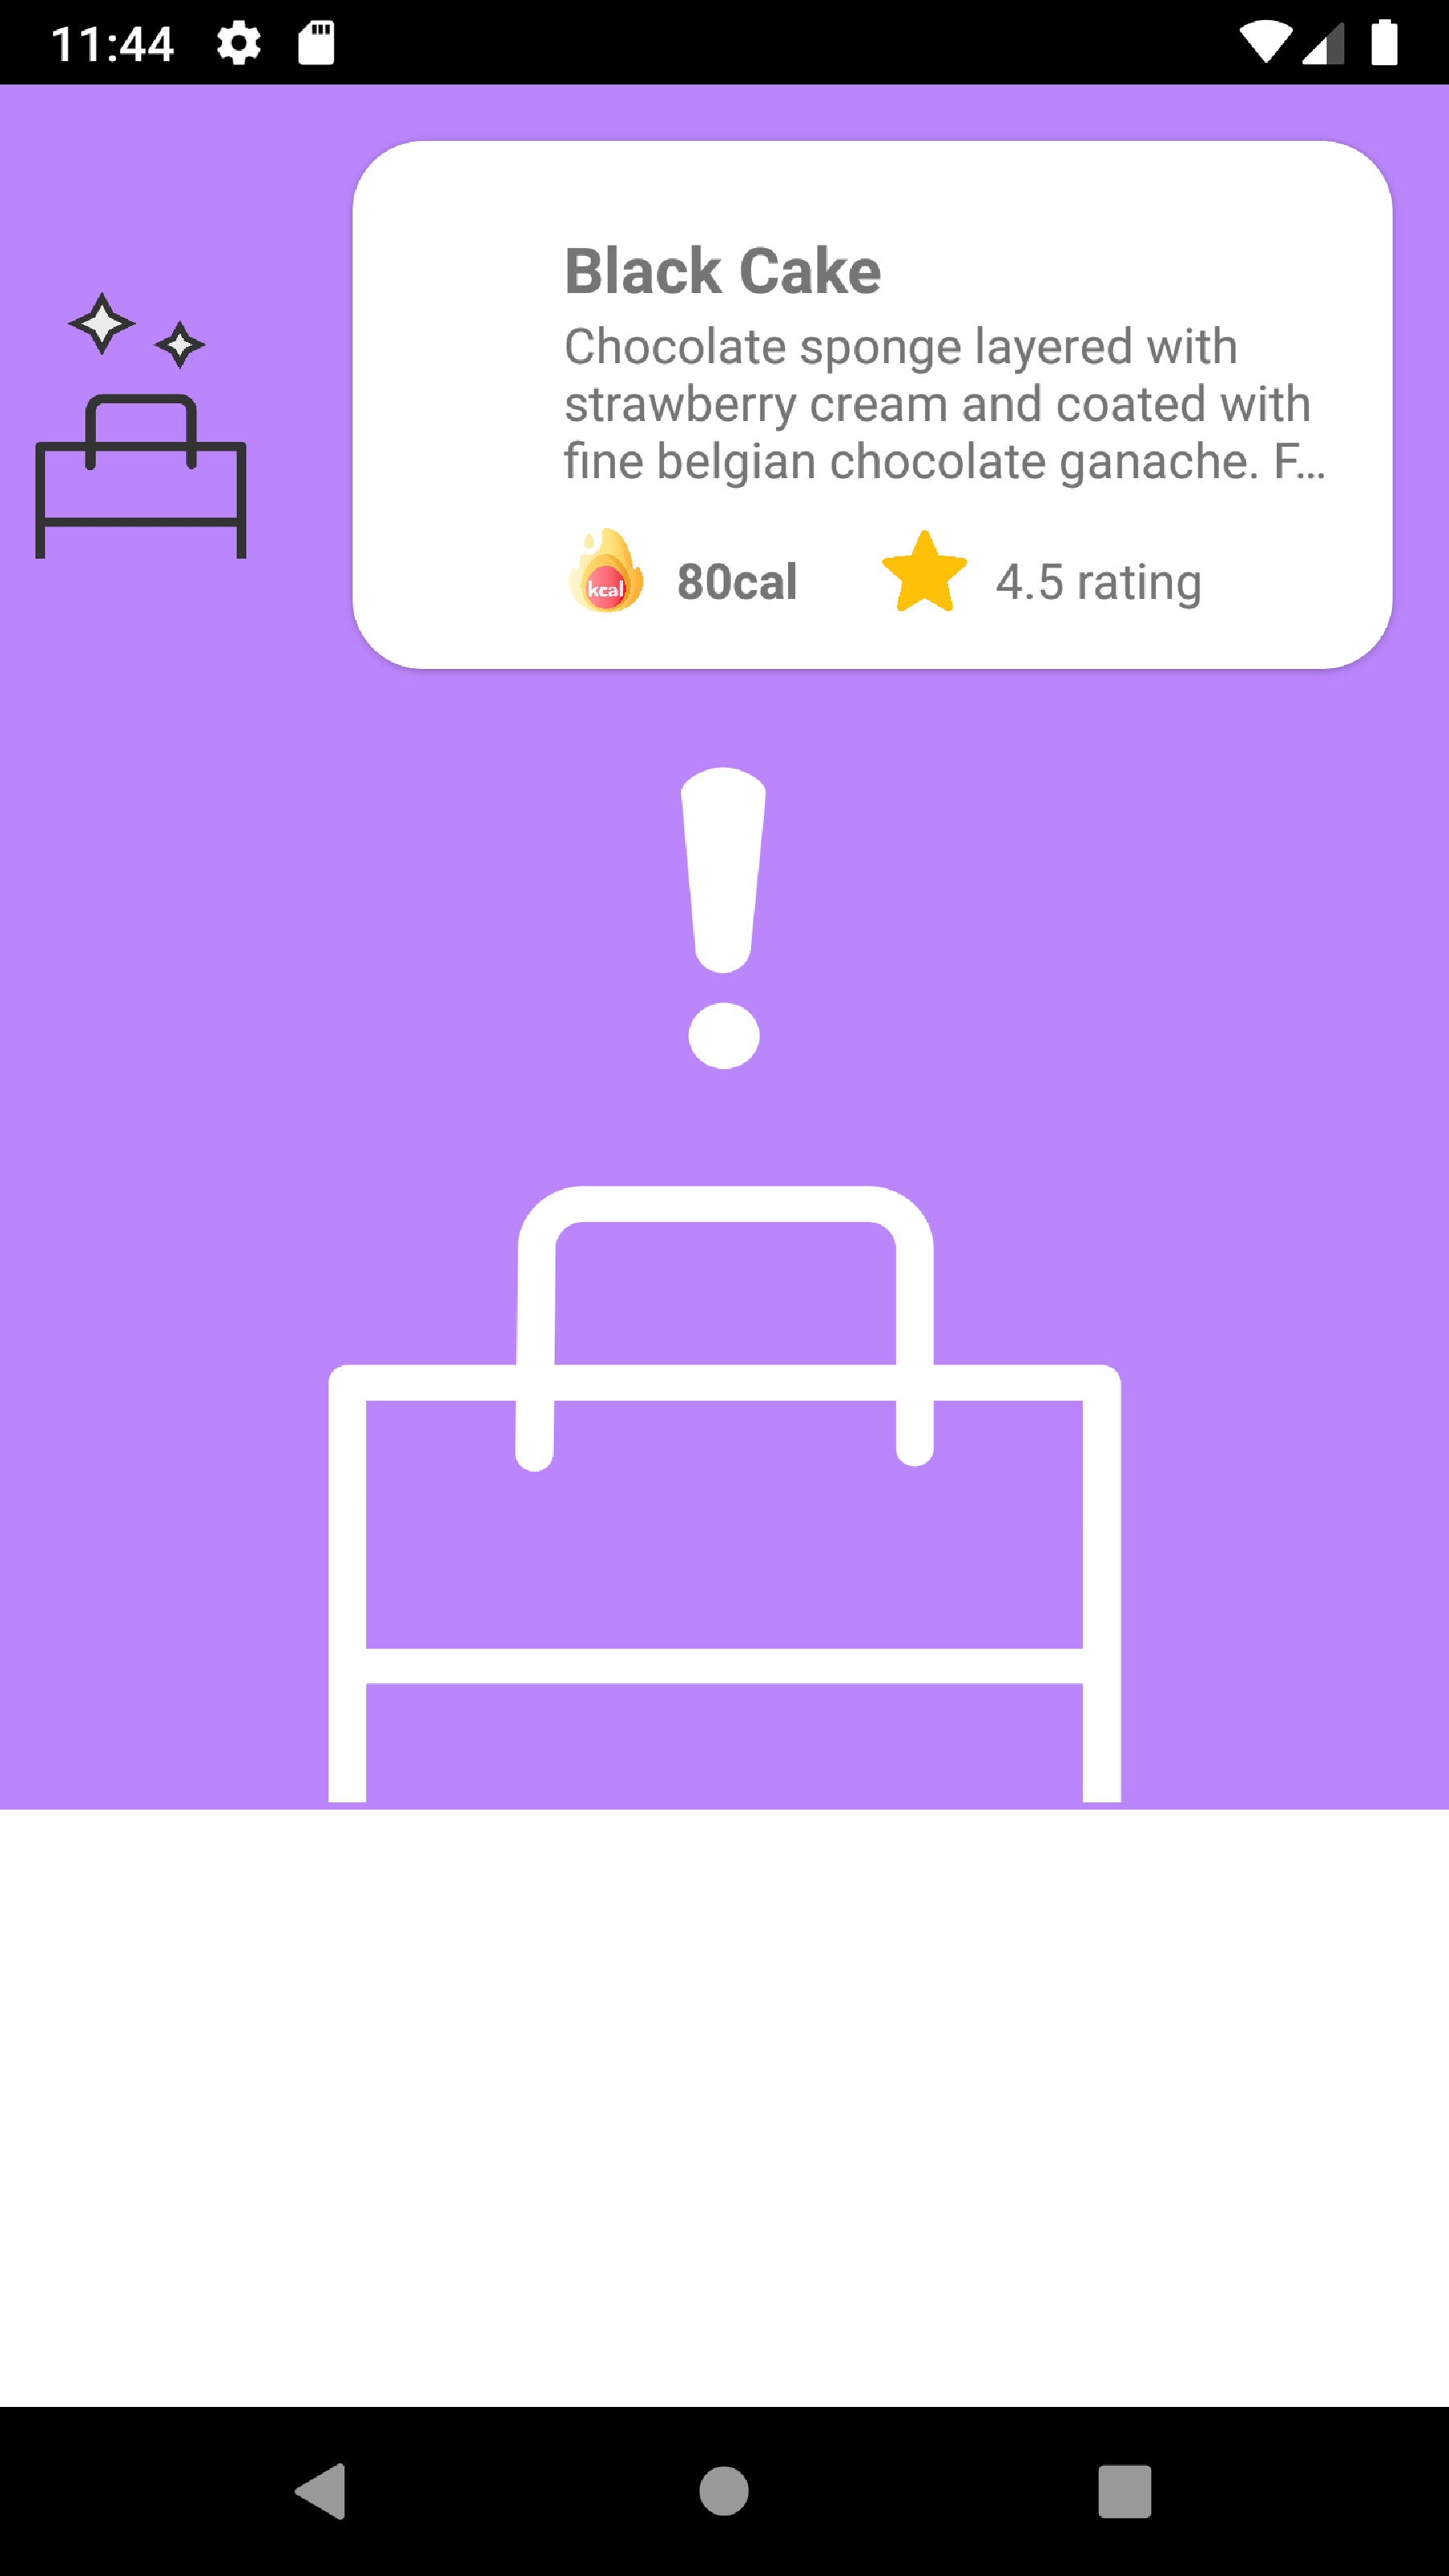 11:44
Black Cake
Chocolate sponge layered with
strawberry cream and coated with
fine belgian chocolate ganache. F...
kcal
80cal
4.5 rating